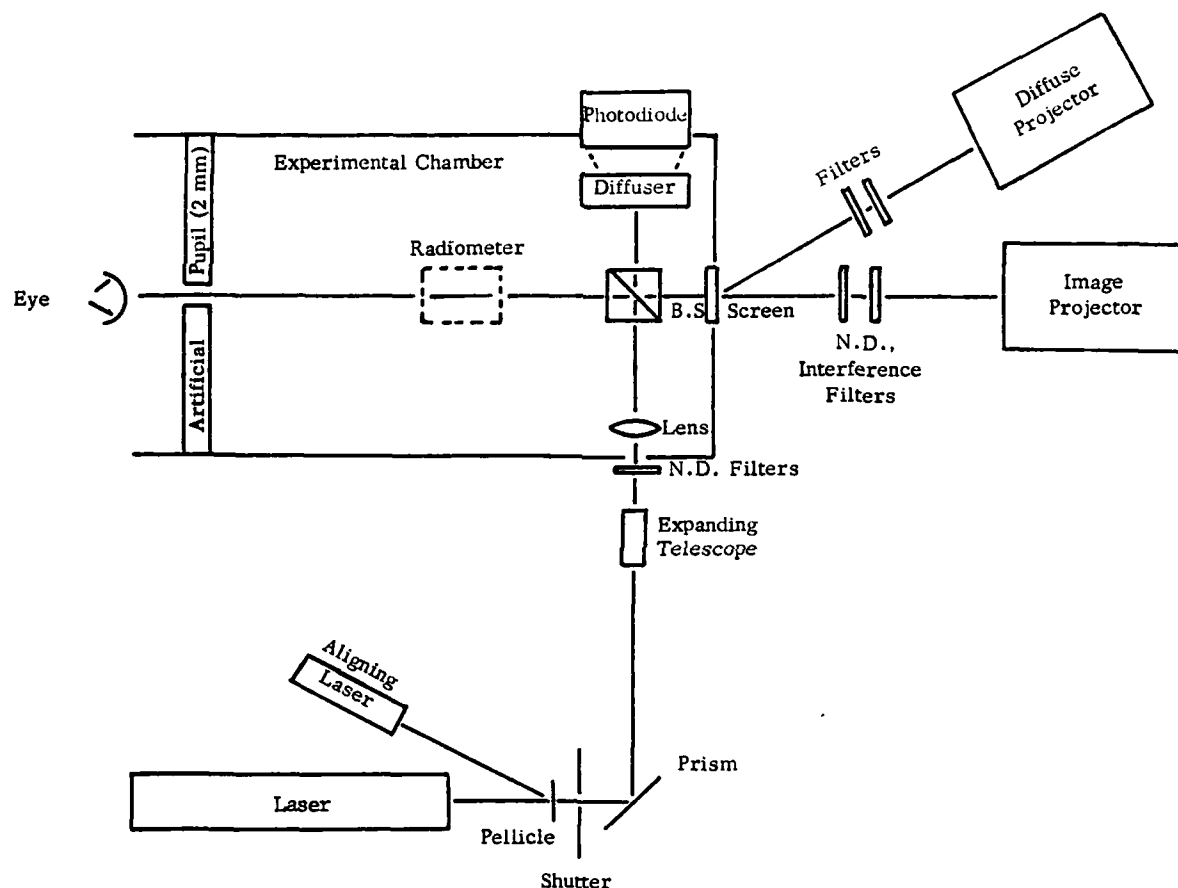 Photodiode
Diffuse
Projector
Experimental Chamber
Filters
Diffuser
Pupil (2 mm)
Radiometer
Eye
B.S.
Screen
Image
Projector
N.D.,
Interference
Filters
Artificial
Lens
N.D. Filters
Expanding
Telescope
Aligning
Laser
Prism
Laser
Pellicle
Shutter